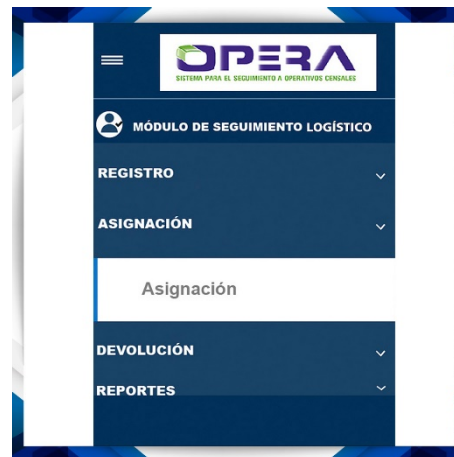 OPERA
SISTEMA PARA EL SEGUIMIENTO A OPERATIVOS CENSALES
MÓDULO DE SEGUIMIENTO LOGÍSTICO
REGISTRO
ASIGNACIÓN
Asignación
DEVOLUCIÓN
REPORTES